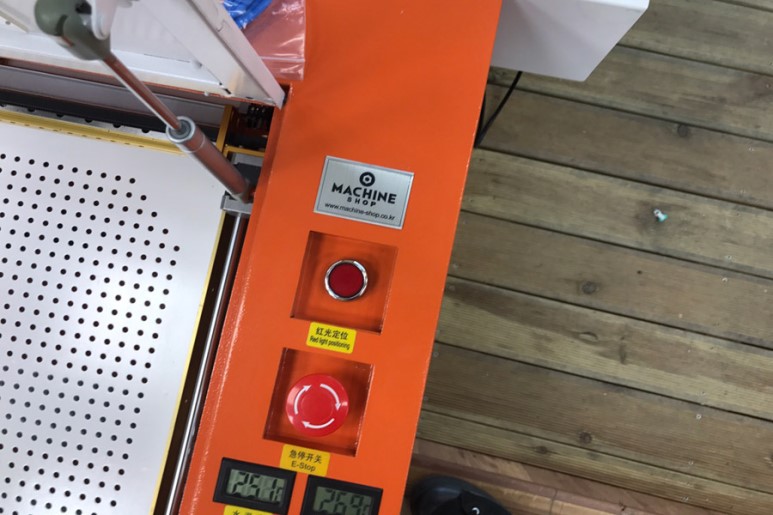 MACHINE
SHOP
www.machine-shop.co.kr
红光定位
Red light positioning
急停开关
E-Stop